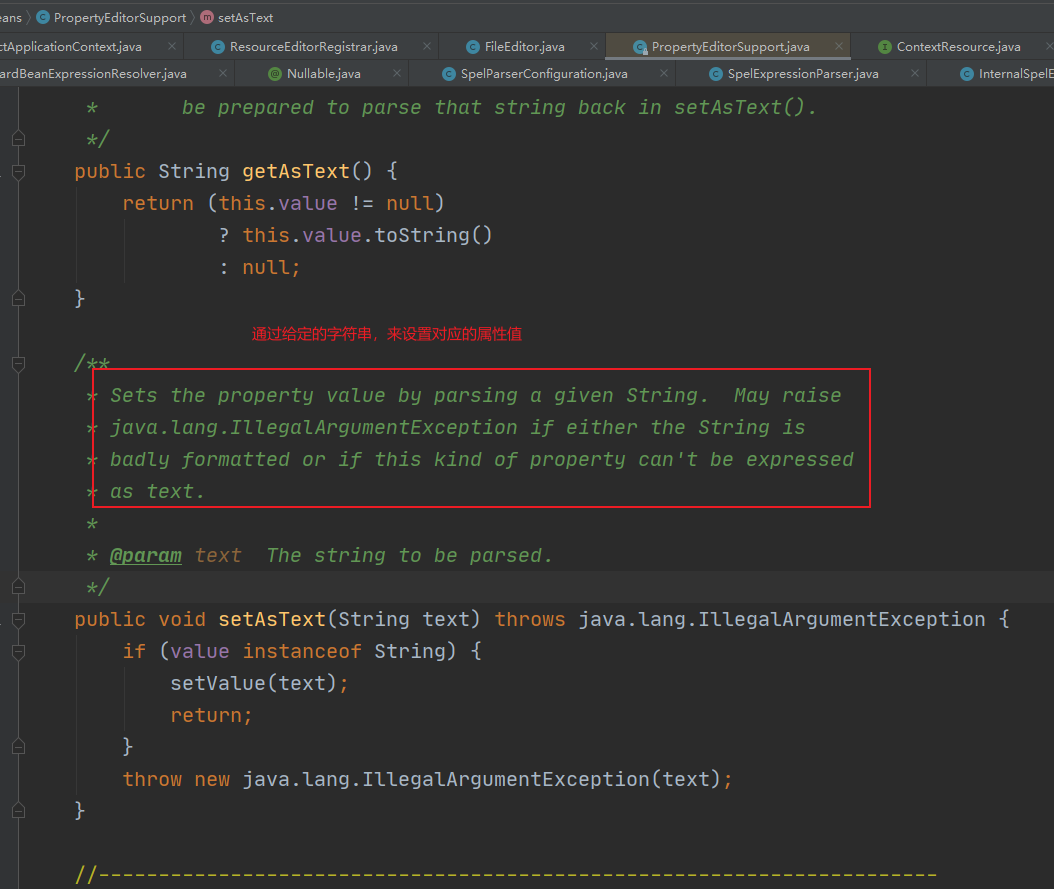 eans PropertyEditorSupport setAsText
ctApplicationContext.java ResourceEditorRegistrar.java FileEditor.java PropertyEditorSupport.java ContextResource.java
ardBeanExpressionResolver.java Nullable.java SpelParserConfiguration.java SpelExpressionParser.java InternalSpelE
* be prepared to parse that string back in setAsText().
*/
public String getAsText() {
return (this.value != null)
? this.value.toString()
: null;
}
通过给定的字符串，来设置对应的属性值
/**
* Sets the property value by parsing a given String. May raise
* java.lang.IllegalArgumentException if either the String is
* badly formatted or if this kind of property can't be expressed
* as text.
*
* @param text The string to be parsed.
*/
public void setAsText(String text) throws java.lang.IllegalArgumentException {
if (value instanceof String) {
setValue(text);
return;
}
throw new java.lang.IllegalArgumentException(text);
}
//----------------------------------------------------------------------